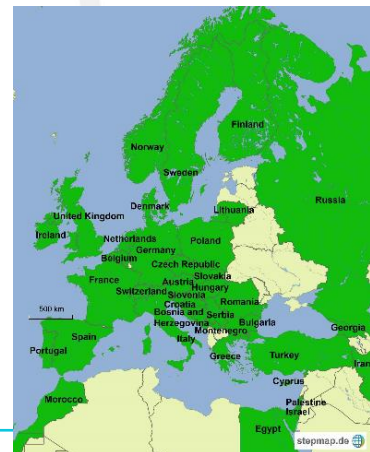 Finland
Norway
Sweden
Russia
Denmark
Lithuania
United Kingdom
Ireland
Netherlands
Poland
Germany
Belgium
Czech Republic
Slovakia
France
Austria
Hungary
Switzerland
Slovenia
Romania
Croatia
500 km
Bosnia and
Herzegovina
Serbia
Bulgaria
Montenegro
Georgia
Spain
Italy
Portugal
Greece
Turkey
Iran
Cyprus
Morocco
Palestine
Israel
Egypt
stepmap.de